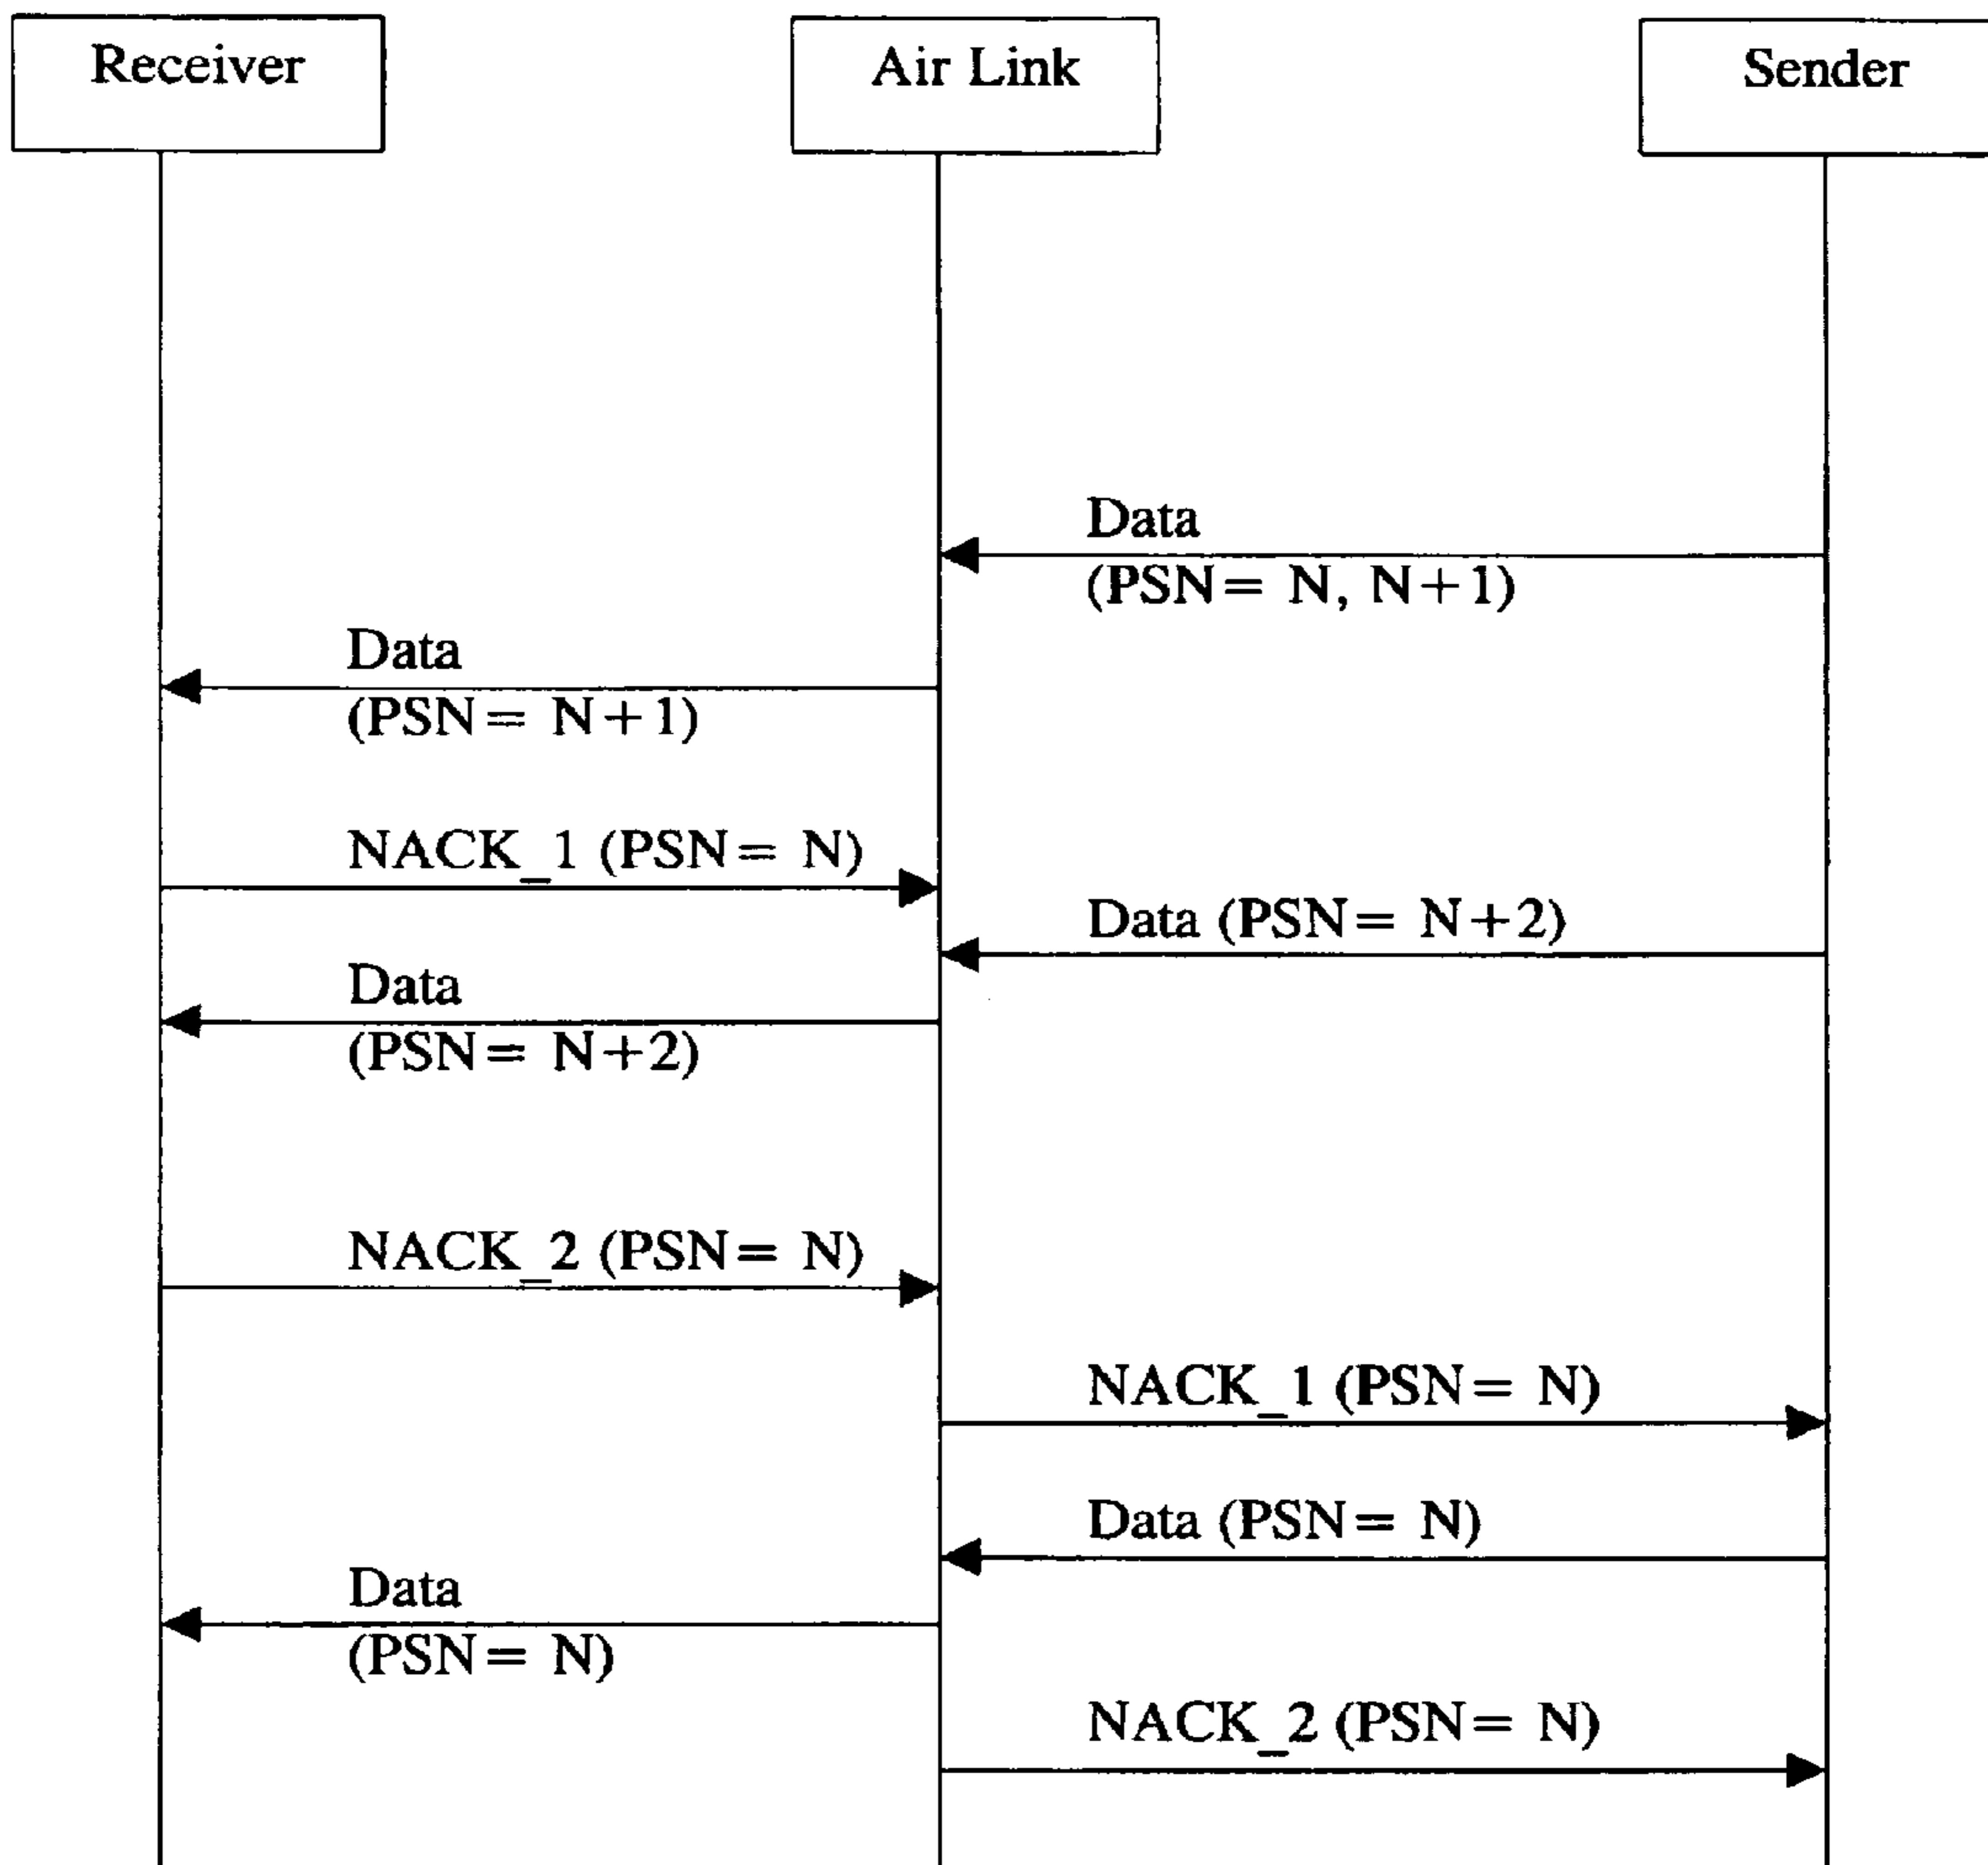 Receiver
Air Link
Sender
Data
(PSN= N, N+1)
Data
(PSN= N+1)
NACK_1 (PSN= N)
Data (PSN= N+2)
Data
(PSN= N+2)
NACK_2 (PSN= N)
NACK_1 (PSN= N)
Data (PSN= N)
Data
(PSN= N)
NACK_2 (PSN= N)